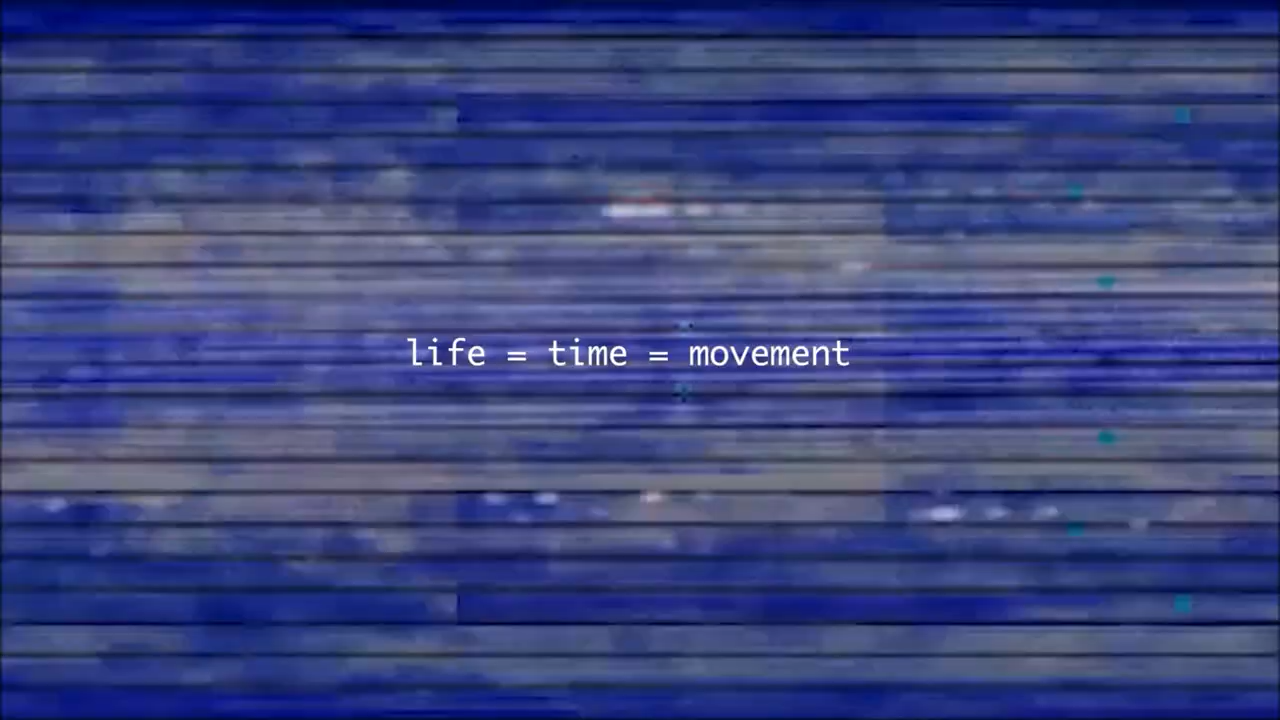 life = time = movement